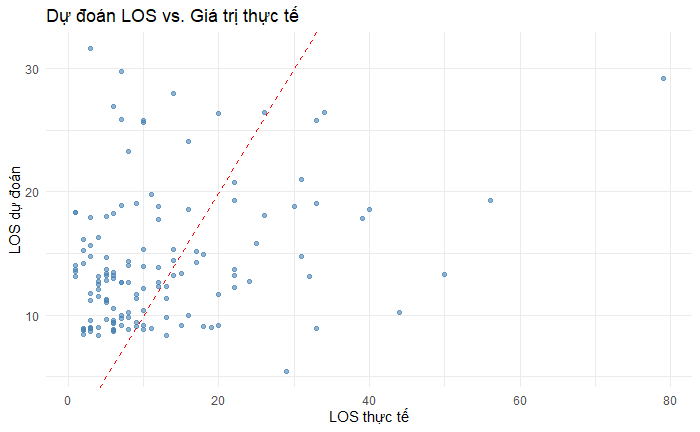 Dự đoán LOS vs. Giá trị thực tế
LOS dự đoán
30
20
10
0
20
40
60
80
LOS thực tế